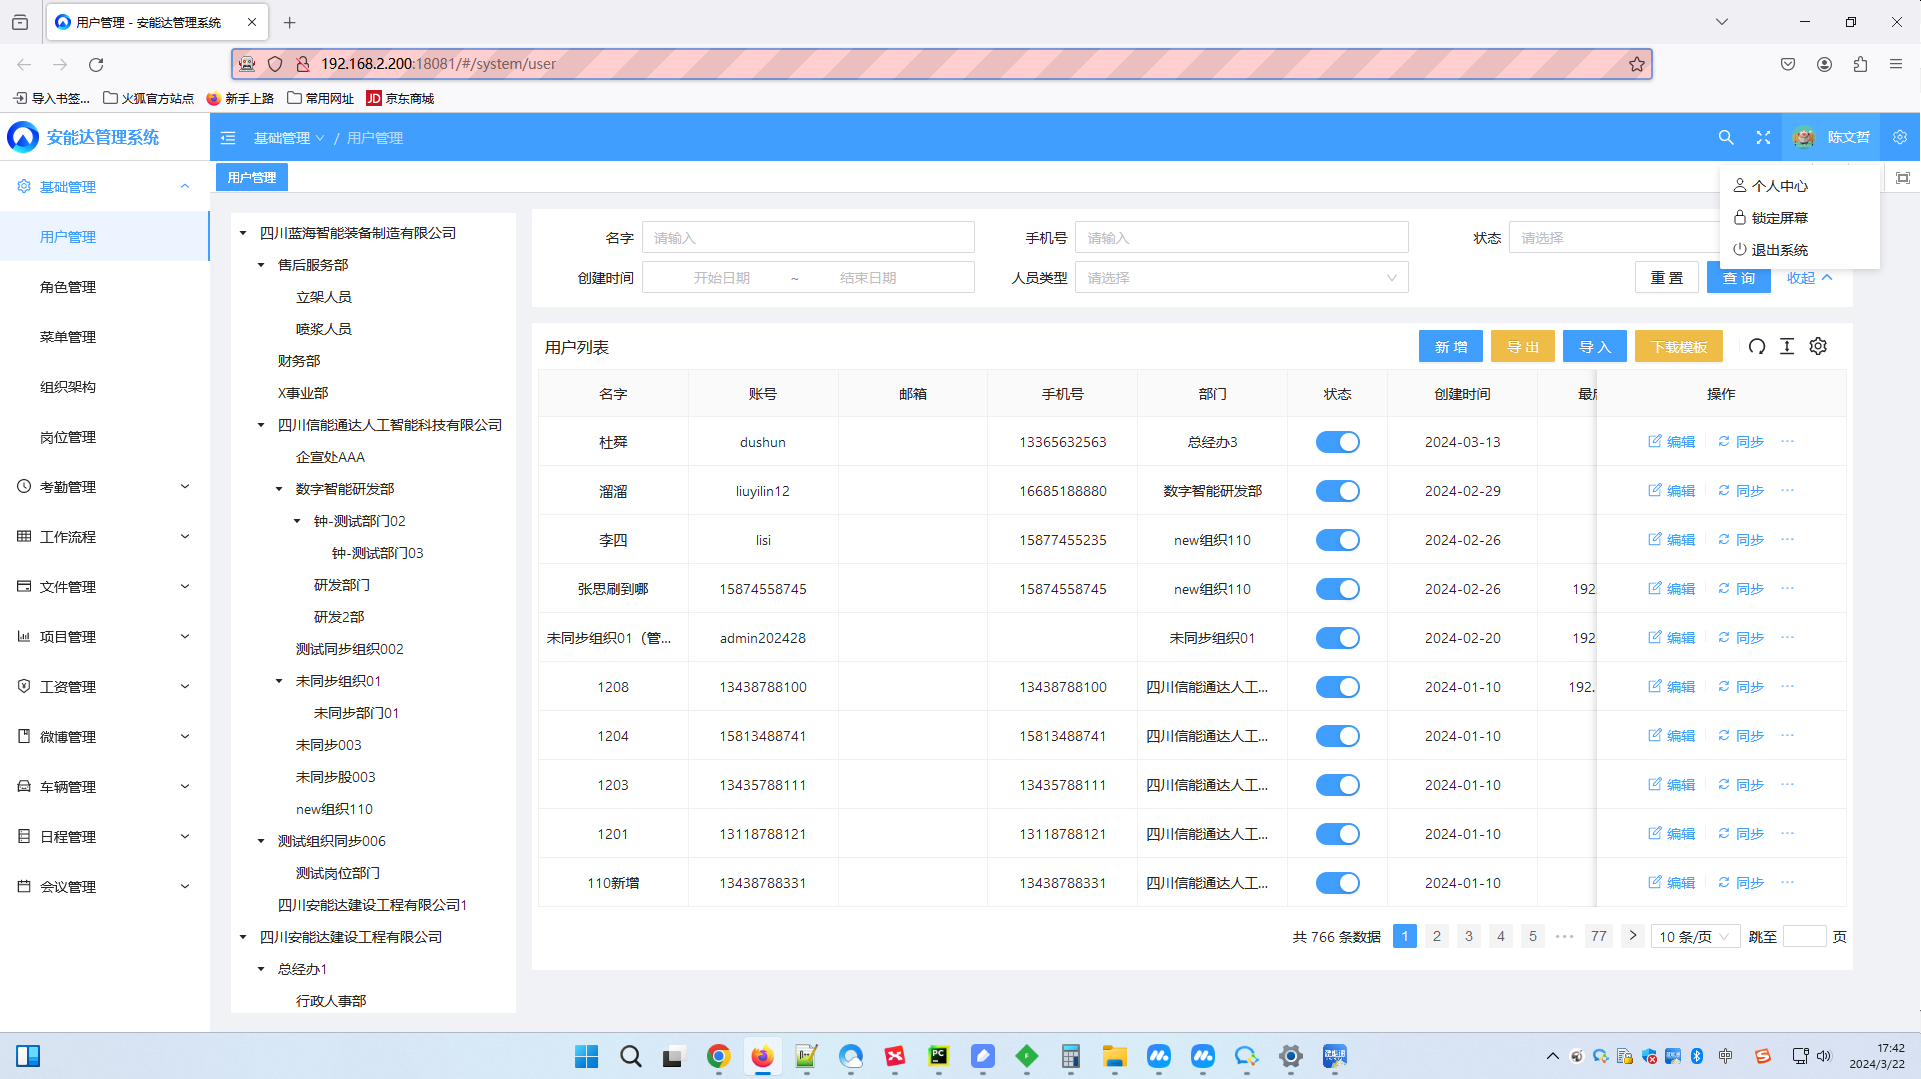 用户管理 - 安能达管理系统
192.168.2.200:18081/#/system/user
导入书签...
火狐官方站点
新手上路
常用网址
JD 京东商城
安能达管理系统
基础管理 / 用户管理
陈文哲
用户管理
个人中心
锁定屏幕
退出系统
基础管理
用户管理
角色管理
菜单管理
组织架构
岗位管理
考勤管理
工作流程
文件管理
项目管理
工资管理
微博管理
车辆管理
日程管理
会议管理
四川蓝海智能装备制造有限公司
售后服务部
立架人员
喷浆人员
财务部
X事业部
四川信能通达人工智能科技有限公司
企宣处AAA
数字智能研发部
钟-测试部门02
钟-测试部门03
研发部门
研发2部
测试同步组织002
未同步组织01
未同步部门01
未同步003
未同步股003
new组织110
测试组织同步006
测试岗位部门
四川安能达建设工程有限公司1
四川安能达建设工程有限公司
总经办1
行政人事部
名字 请输入 手机号 请输入 状态 请选择
创建时间 开始日期 ~ 结束日期 人员类型 请选择 重 置 查 询 收起
用户列表 新 增 导 出 导 入 下载模板
名字 账号 邮箱 手机号 部门 状态 创建时间 操作
杜舜 dushun 13365632563 总经办3 2024-03-13 编辑 同步 ...
溜溜 liuyilin12 16685188880 数字智能研发部 2024-02-29 编辑 同步 ...
李四 lisi 15877455235 new组织110 2024-02-26 编辑 同步 ...
张思刷到哪 15874558745 15874558745 new组织110 2024-02-26 192. 编辑 同步 ...
未同步组织01（管... admin202428 未同步组织01 2024-02-20 192. 编辑 同步 ...
1208 13438788100 13438788100 四川信能通达人工... 2024-01-10 192. 编辑 同步 ...
1204 15813488741 15813488741 四川信能通达人工... 2024-01-10 编辑 同步 ...
1203 13435788111 13435788111 四川信能通达人工... 2024-01-10 编辑 同步 ...
1201 13118788121 13118788121 四川信能通达人工... 2024-01-10 编辑 同步 ...
110新增 13438788331 13438788331 四川信能通达人工... 2024-01-10 编辑 同步 ...
共 766 条数据 1 2 3 4 5 ••• 77 > 10 条/页 跳至 页
PC
中
17:42
2024/3/22